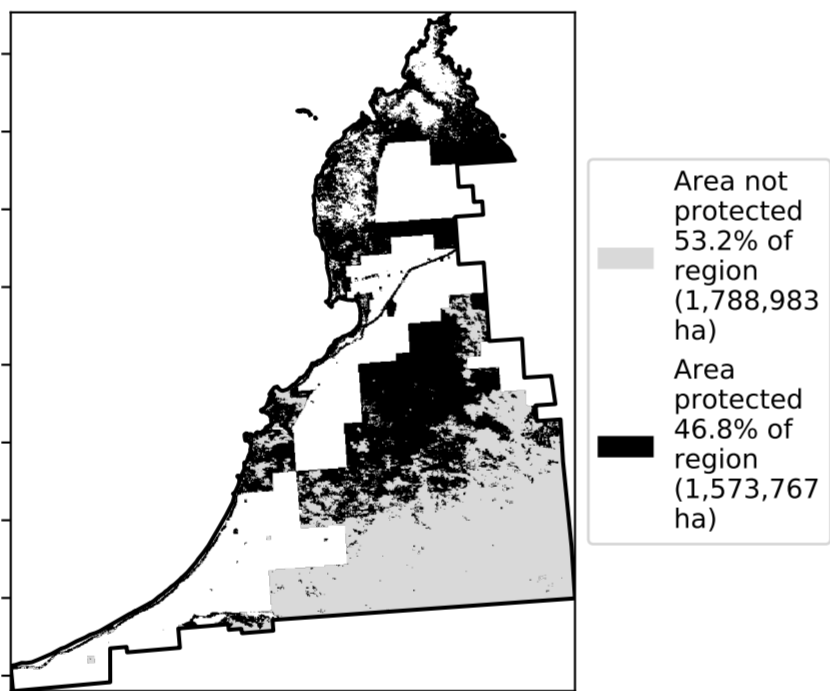 Area not
protected
53.2% of
region
(1,788,983
ha)
Area
protected
46.8% of
region
(1,573,767
ha)